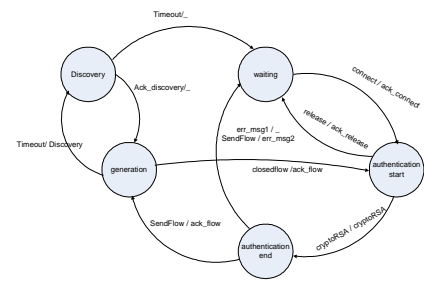 Timeout/_
Discovery
waiting
connect / ack_connect
Ack_discovery/_
release / ack_release
err_msg1 / _
SendFlow / err_msg2
Timeout/ Discovery
generation
closedflow /ack_flow
authentication
start
SendFlow / ack_flow
cryptoRSA / cryptoRSA
authentication
end